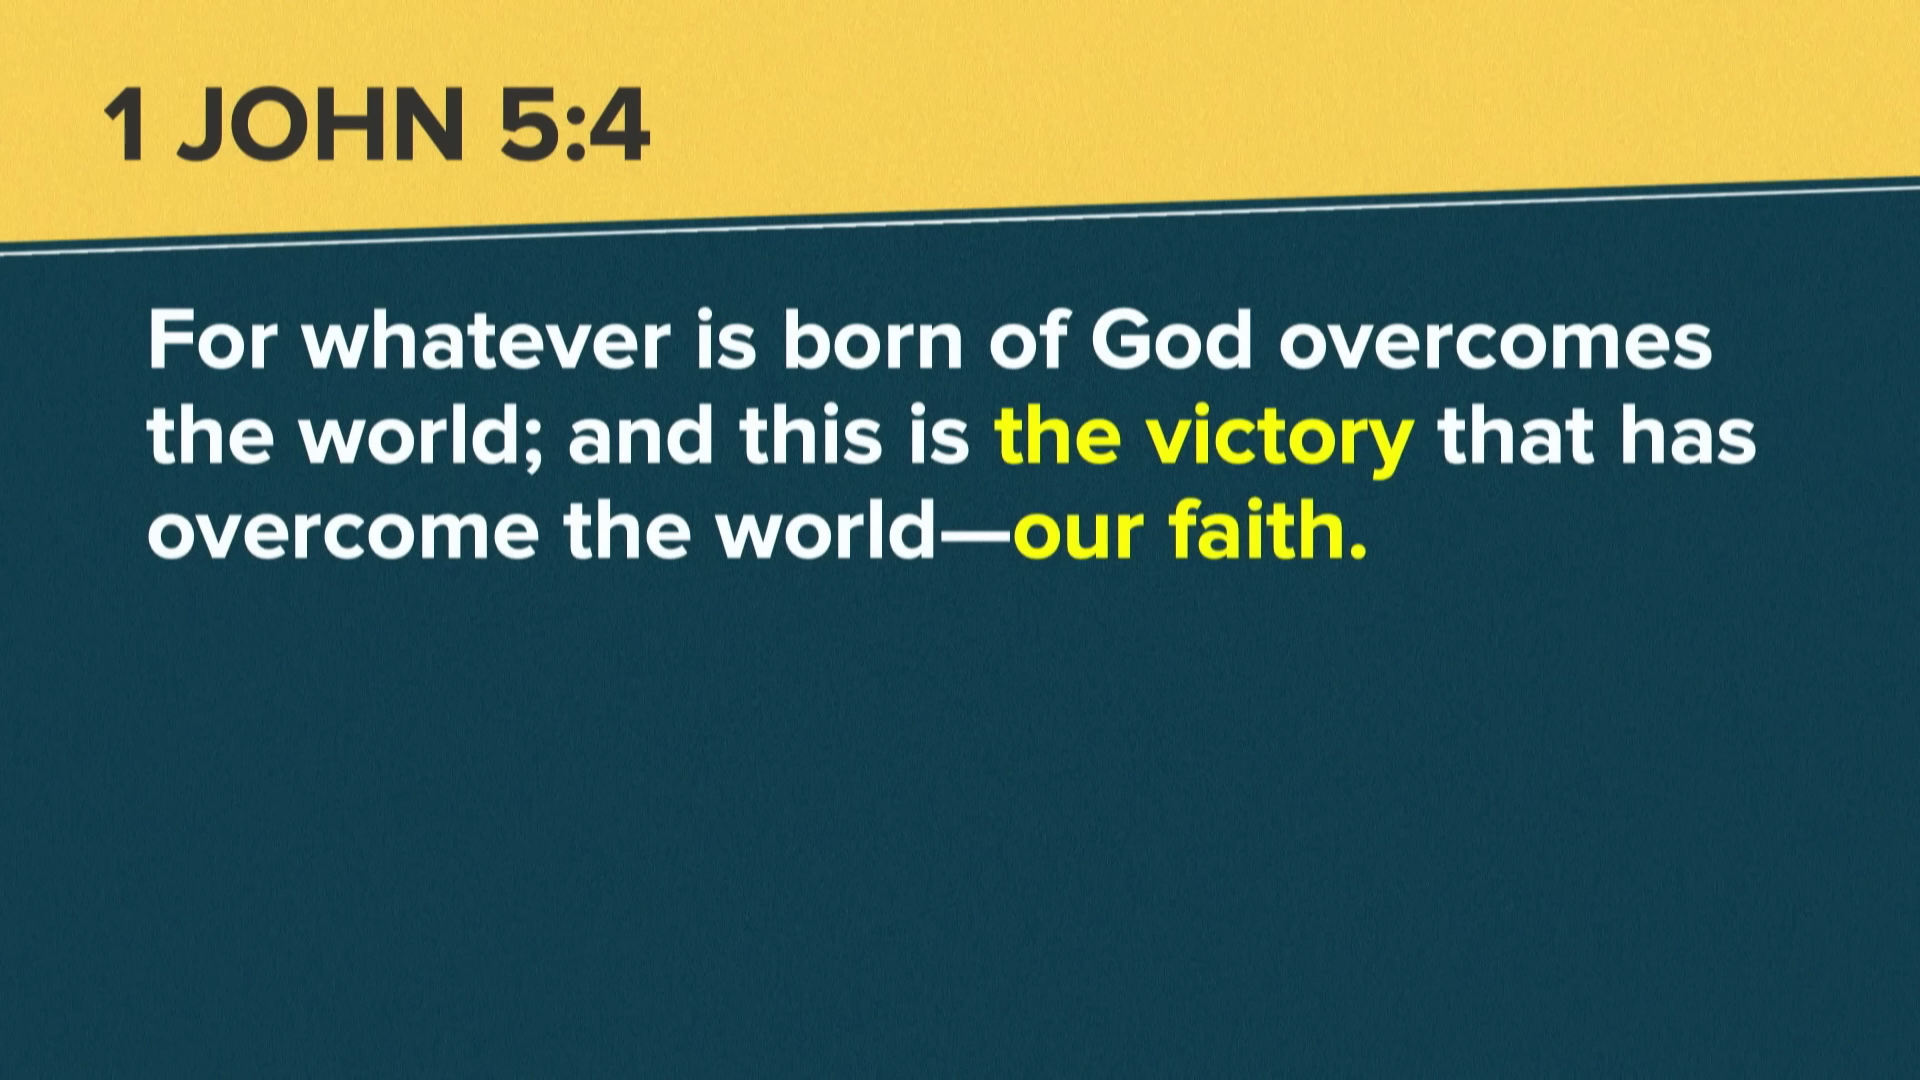 1 JOHN 5:4
For whatever is born of God overcomes
the world; and this is the victory that has
overcome the world—our faith.